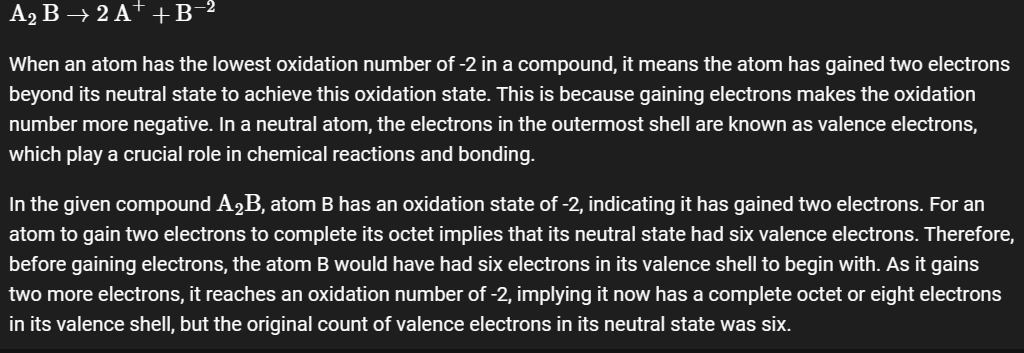 A₂ B → 2 A⁺ + B⁻²
When an atom has the lowest oxidation number of -2 in a compound, it means the atom has gained two electrons
beyond its neutral state to achieve this oxidation state. This is because gaining electrons makes the oxidation
number more negative. In a neutral atom, the electrons in the outermost shell are known as valence electrons,
which play a crucial role in chemical reactions and bonding.
In the given compound A₂B, atom B has an oxidation state of -2, indicating it has gained two electrons. For an
atom to gain two electrons to complete its octet implies that its neutral state had six valence electrons. Therefore,
before gaining electrons, the atom B would have had six electrons in its valence shell to begin with. As it gains
two more electrons, it reaches an oxidation number of -2, implying it now has a complete octet or eight electrons
in its valence shell, but the original count of valence electrons in its neutral state was six.